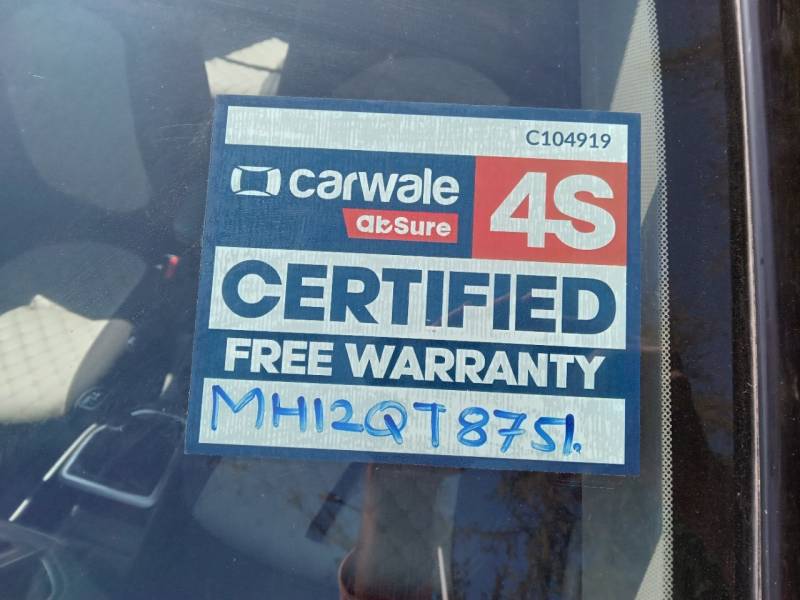 C104919
carwale
abSure
4S
CERTIFIED
FREE WARRANTY
MH12QT8751.